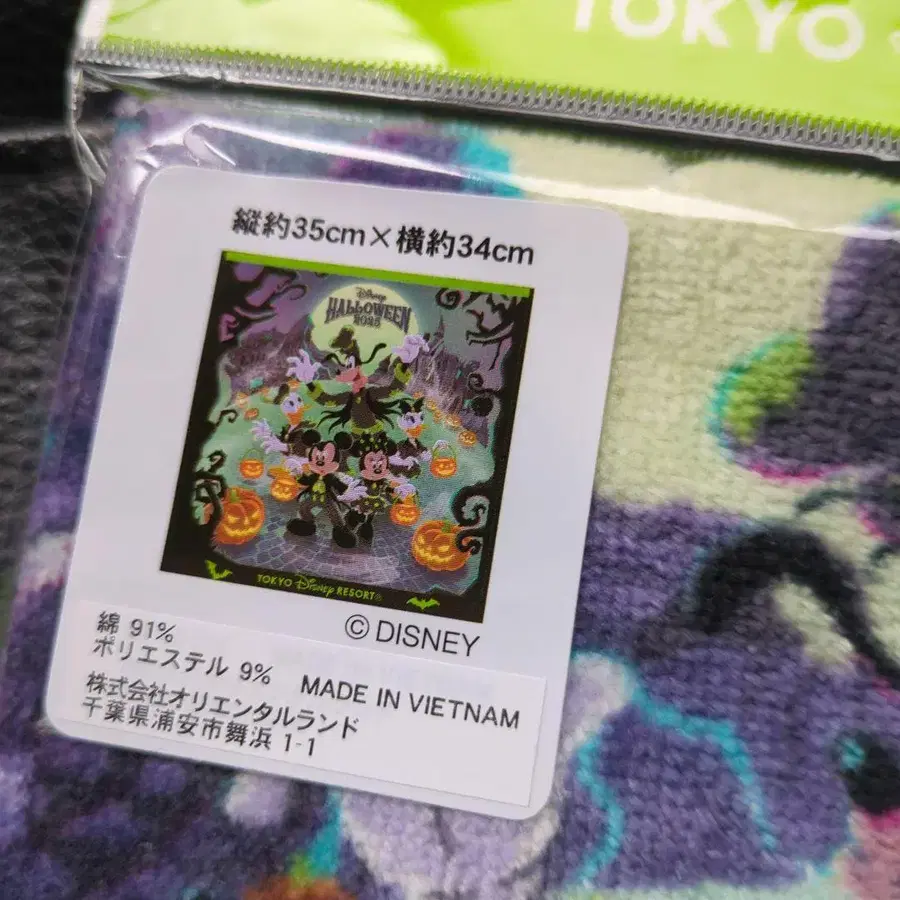 TOKYO
縦約35cm×横約34cm
Disney
HALLOWEEN
2025
TOKYO Disney RESORT®
© DISNEY
綿 91%
ポリエステル 9%
MADE IN VIETNAM
株式会社オリエンタルランド
千葉県浦安市舞浜 1-1